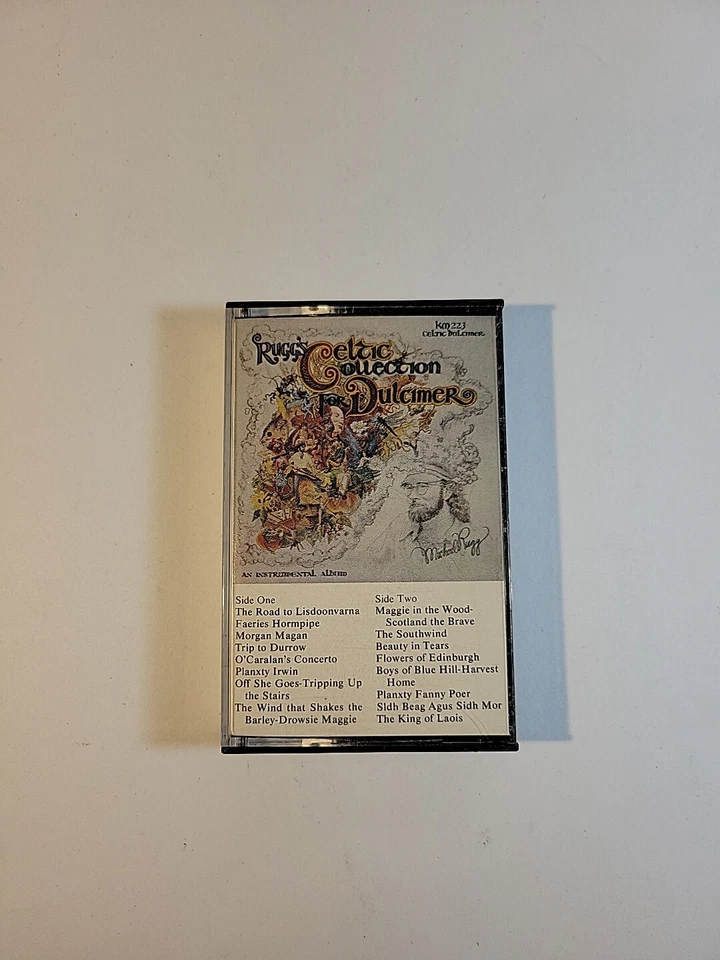 KM 223
Celtic Dulcimer
Rugg's
Celtic
Collection
For Dulcimer
Michael Rugg
AN INSTRUMENTAL ALBUM
Side One
The Road to Lisdoonvarna
Faeries Hornpipe
Morgan Magan
Trip to Durrow
O'Caralan's Concerto
Planxty Irwin
Off She Goes-Tripping Up
the Stairs
The Wind that Shakes the
Barley-Drowsie Maggie
Side Two
Maggie in the Wood-
Scotland the Brave
The Southwind
Beauty in Tears
Flowers of Edinburgh
Boys of Blue Hill-Harvest
Home
Planxty Fanny Poer
Sldh Beag Agus Sidh Mor
The King of Laois